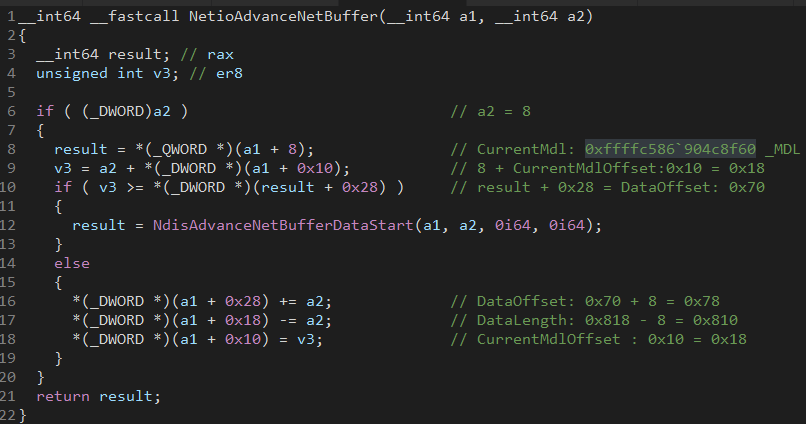 1 __int64 __fastcall NetioAdvanceNetBuffer(__int64 a1, __int64 a2)
2 {
3 __int64 result; // rax
4 unsigned int v3; // er8
5
6 if ( (_DWORD)a2 ) // a2 = 8
7 {
8 result = *(_QWORD *)(a1 + 8); // CurrentMdl: 0xffffc586`904c8f60 _MDL
9 v3 = a2 + *(_DWORD *)(a1 + 0x10); // 8 + CurrentMdlOffset:0x10 = 0x18
10 if ( v3 >= *(_DWORD *)(result + 0x28) ) // result + 0x28 = DataOffset: 0x70
11 {
12 result = NdisAdvanceNetBufferDataStart(a1, a2, 0i64, 0i64);
13 }
14 else
15 {
16 *(_DWORD *)(a1 + 0x28) += a2; // DataOffset: 0x70 + 8 = 0x78
17 *(_DWORD *)(a1 + 0x18) -= a2; // DataLength: 0x818 - 8 = 0x810
18 *(_DWORD *)(a1 + 0x10) = v3; // CurrentMdlOffset : 0x10 = 0x18
19 }
20 }
21 return result;
22 }